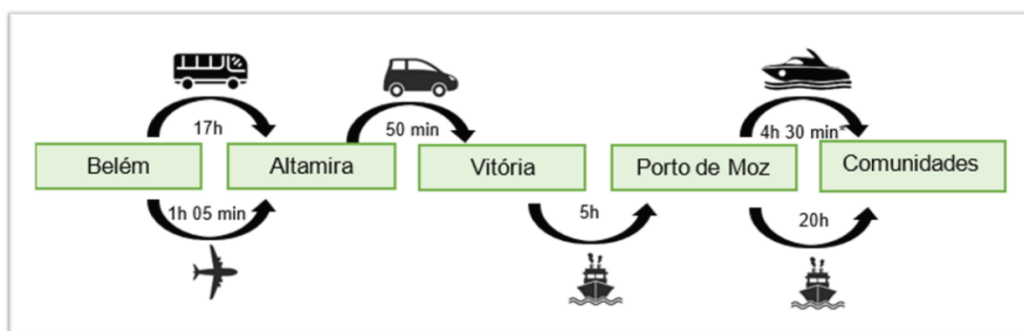 17h
50 min
4h 30 min*
Belém
Altamira
Vitória
Porto de Moz
Comunidades
1h 05 min
5h
20h